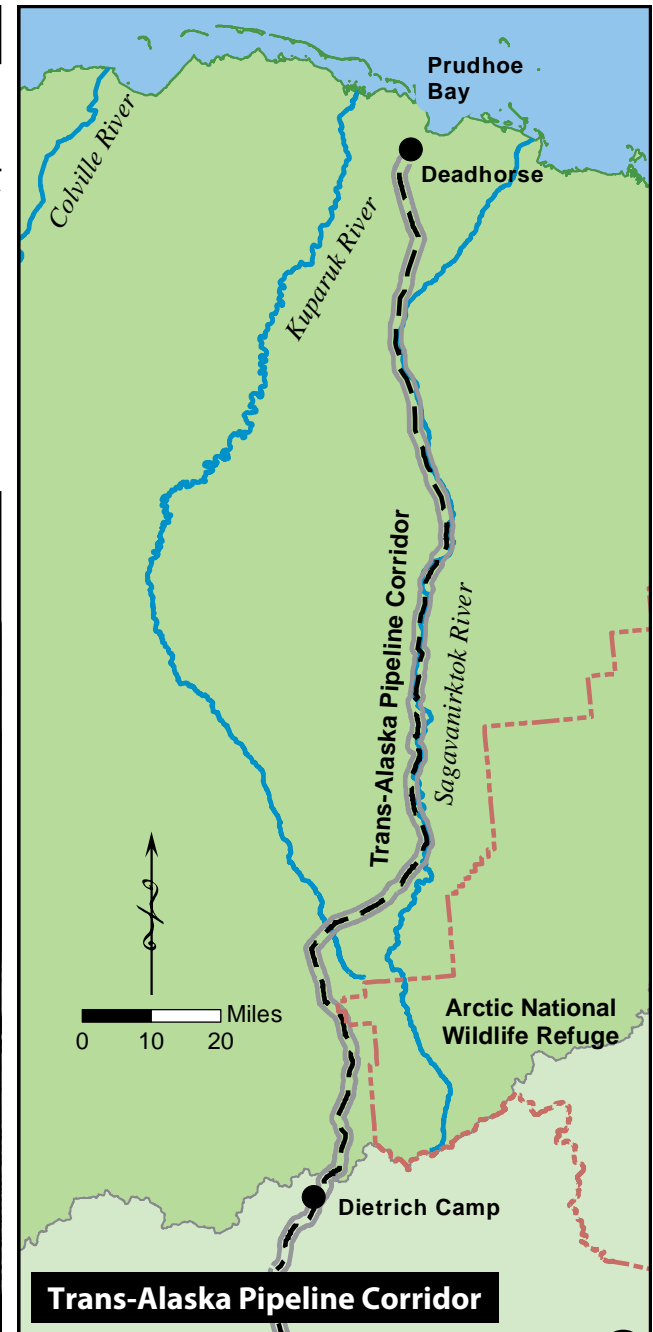 Prudhoe
Bay
Deadhorse
Colville River
Kuparuk River
Trans-Alaska Pipeline Corridor
Sagavanirktok River
Miles
0 10 20
Arctic National
Wildlife Refuge
Dietrich Camp
Trans-Alaska Pipeline Corridor